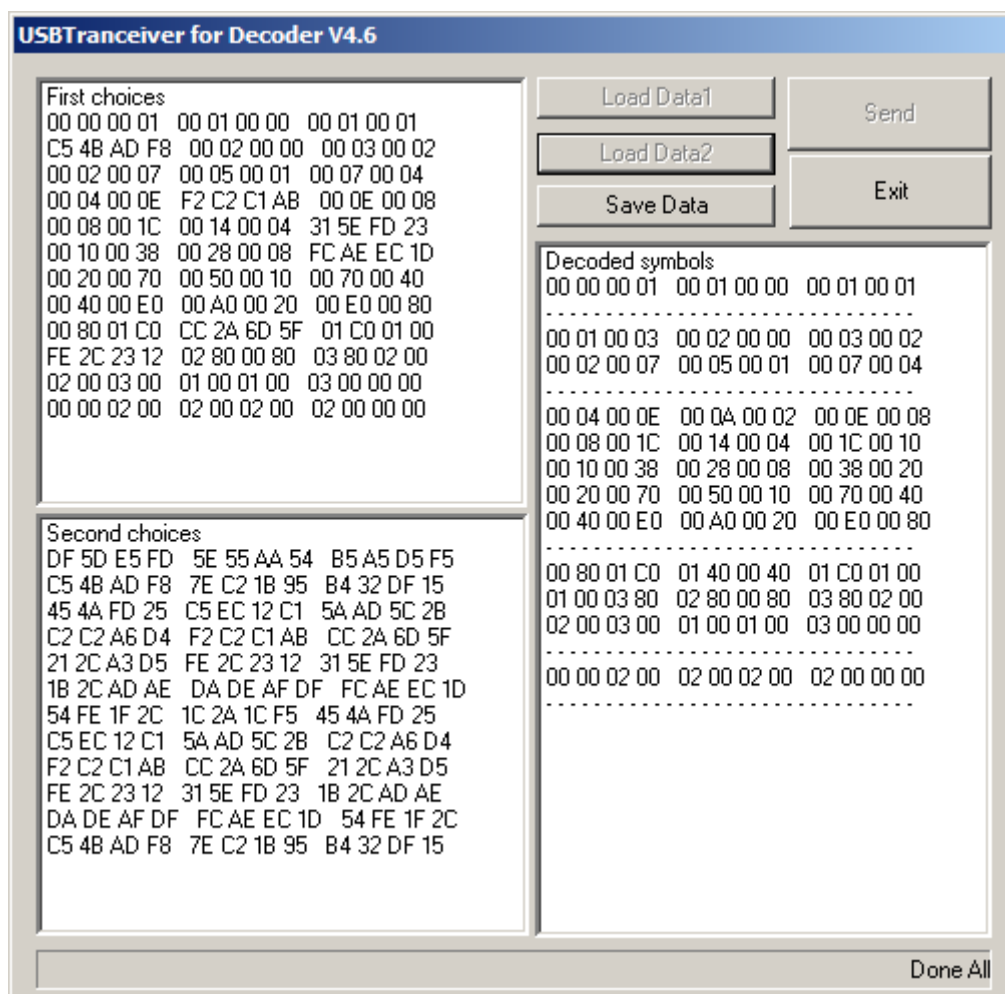 USBTranceiver for Decoder V4.6
First choices
00 00 00 01 00 01 00 00 00 01 00 01
C5 4B AD F8 00 02 00 00 00 03 00 02
00 02 00 07 00 05 00 01 00 07 00 04
00 04 00 0E F2 C2 C1 AB 00 0E 00 08
00 08 00 1C 00 14 00 04 31 5E FD 23
00 10 00 38 00 28 00 08 FC AE EC 1D
00 20 00 70 00 50 00 10 00 70 00 40
00 40 00 E0 00 A0 00 20 00 E0 00 80
00 80 01 C0 CC 2A 6D 5F 01 C0 01 00
FE 2C 23 12 02 80 00 80 03 80 02 00
02 00 03 00 01 00 01 00 03 00 00 00
00 00 02 00 02 00 02 00 02 00 00 00
Second choices
DF 5D E5 FD 5E 55 AA 54 B5 A5 D5 F5
C5 4B AD F8 7E C2 1B 95 B4 32 DF 15
45 4A FD 25 C5 EC 12 C1 5A AD 5C 2B
C2 C2 A6 D4 F2 C2 C1 AB CC 2A 6D 5F
21 2C A3 D5 FE 2C 23 12 31 5E FD 23
1B 2C AD AE DA DE AF DF FC AE EC 1D
54 FE 1F 2C 1C 2A 1C F5 45 4A FD 25
C5 EC 12 C1 5A AD 5C 2B C2 C2 A6 D4
F2 C2 C1 AB CC 2A 6D 5F 21 2C A3 D5
FE 2C 23 12 31 5E FD 23 1B 2C AD AE
DA DE AF DF FC AE EC 1D 54 FE 1F 2C
C5 4B AD F8 7E C2 1B 95 B4 32 DF 15
Load Data1
Send
Load Data2
Save Data
Exit
Decoded symbols
00 00 00 01 00 01 00 00 00 01 00 01
- - - - - - - - - - - - - - - - - - - - - - - - - - - - - - - - -
00 01 00 03 00 02 00 00 00 03 00 02
00 02 00 07 00 05 00 01 00 07 00 04
- - - - - - - - - - - - - - - - - - - - - - - - - - - - - - - - -
00 04 00 0E 00 0A 00 02 00 0E 00 08
00 08 00 1C 00 14 00 04 00 1C 00 10
00 10 00 38 00 28 00 08 00 38 00 20
00 20 00 70 00 50 00 10 00 70 00 40
00 40 00 E0 00 A0 00 20 00 E0 00 80
- - - - - - - - - - - - - - - - - - - - - - - - - - - - - - - - -
00 80 01 C0 01 40 00 40 01 C0 01 00
01 00 03 80 02 80 00 80 03 80 02 00
02 00 03 00 01 00 01 00 03 00 00 00
- - - - - - - - - - - - - - - - - - - - - - - - - - - - - - - - -
00 00 02 00 02 00 02 00 02 00 00 00
- - - - - - - - - - - - - - - - - - - - - - - - - - - - - - - - -
Done All